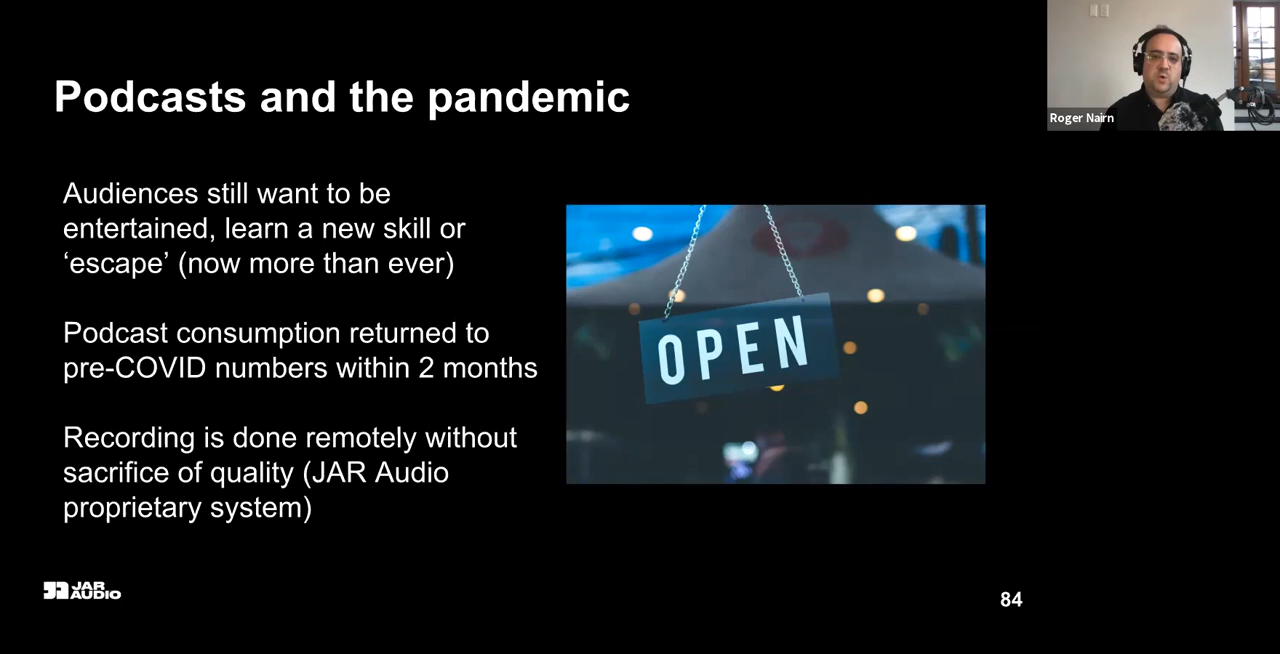 Podcasts and the pandemic
Roger Nairn
Audiences still want to be
entertained, learn a new skill or
‘escape’ (now more than ever)
Podcast consumption returned to
pre-COVID numbers within 2 months
Recording is done remotely without
sacrifice of quality (JAR Audio
proprietary system)
OPEN
JAR
AUDIO
84